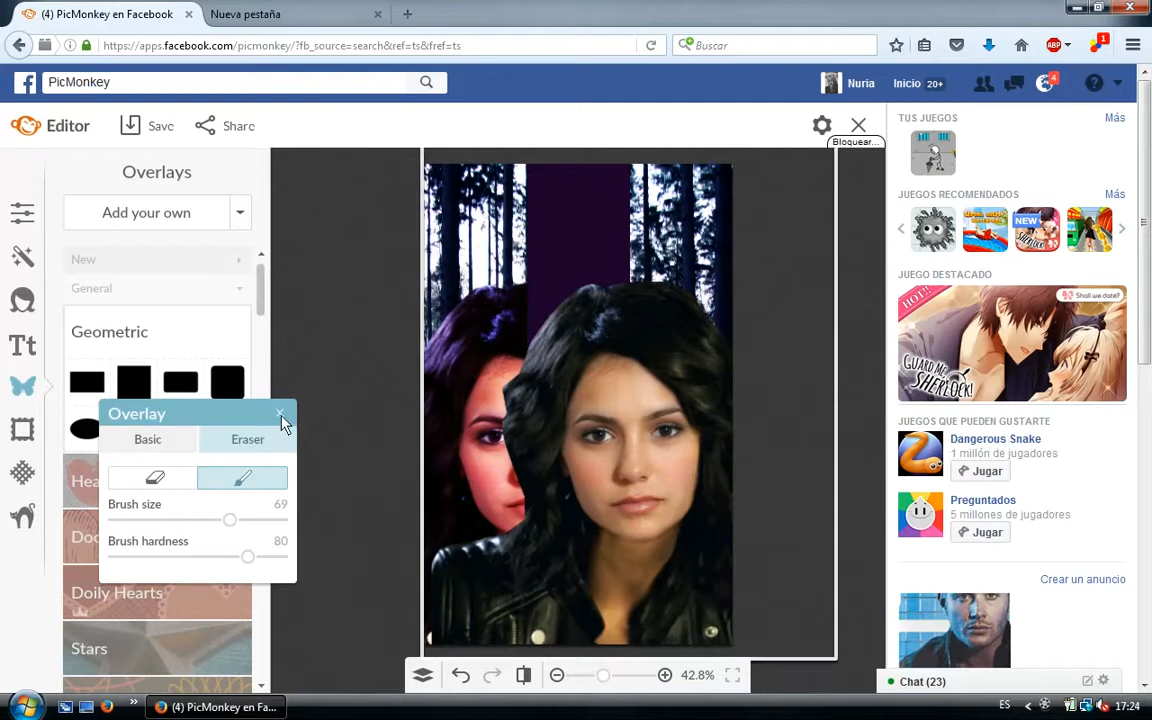 (4) PicMonkey en Facebook
Nueva pestaña
https://apps.facebook.com/picmonkey/?fb_source=search&ref=ts&fref=ts
Buscar
ABP
1
PicMonkey
Nuria
Inicio 20+
4
Editor
Save
Share
Bloquear...
TUS JUEGOS
Más
Overlays
Add your own
JUEGOS RECOMENDADOS
Más
NEW
New
General
JUEGO DESTACADO
HOT!!
Shall we date?
GUARD ME, SHERLOCK!
Geometric
Tt
Overlay
Basic
Eraser
Brush size
69
Brush hardness
80
JUEGOS QUE PUEDEN GUSTARTE
Dangerous Snake
1 millón de jugadores
Jugar
Preguntados
5 millones de jugadores
Jugar
Crear un anuncio
Doily Hearts
Stars
42.8%
Chat (23)
(4) PicMonkey en Fa...
ES
17:24